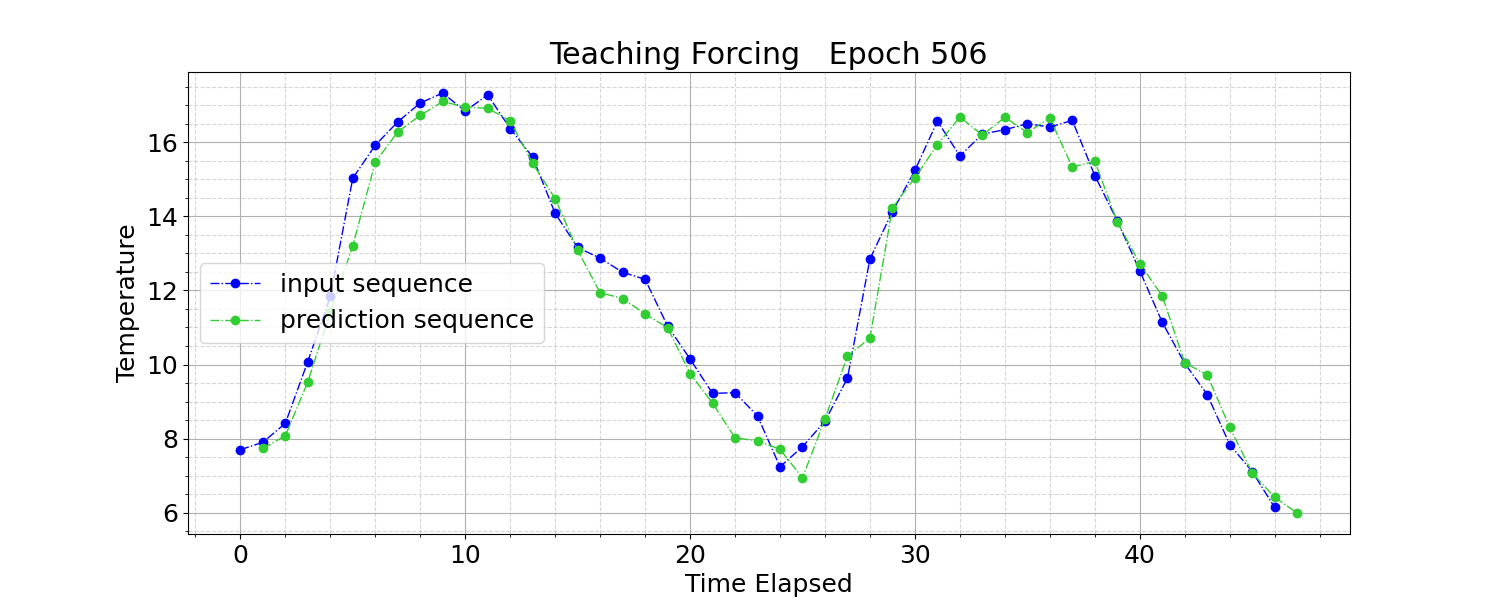 Teaching Forcing   Epoch 506
16
14
12
10
8
6
Temperature
input sequence
prediction sequence
0 10 20 30 40
Time Elapsed